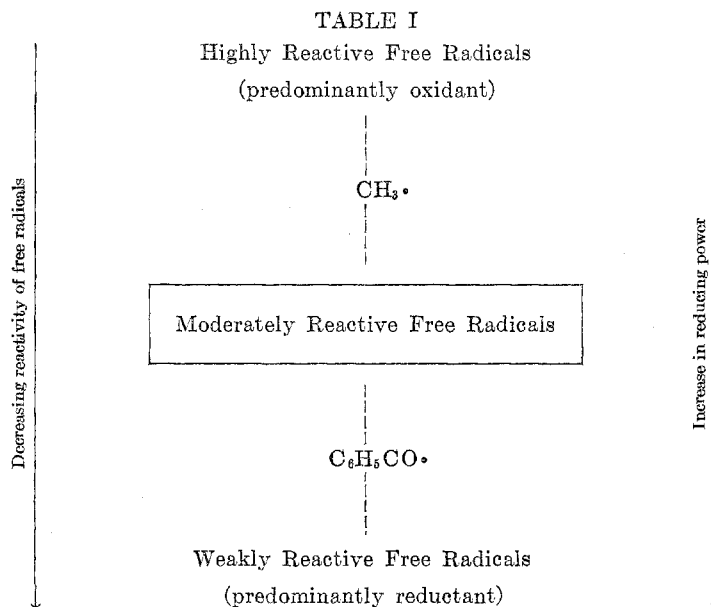 TABLE I
Highly Reactive Free Radicals
(predominantly oxidant)
CH₃•
Moderately Reactive Free Radicals
C₆H₅CO•
Weakly Reactive Free Radicals
(predominantly reductant)
Decreasing reactivity of free radicals
Increase in reducing power